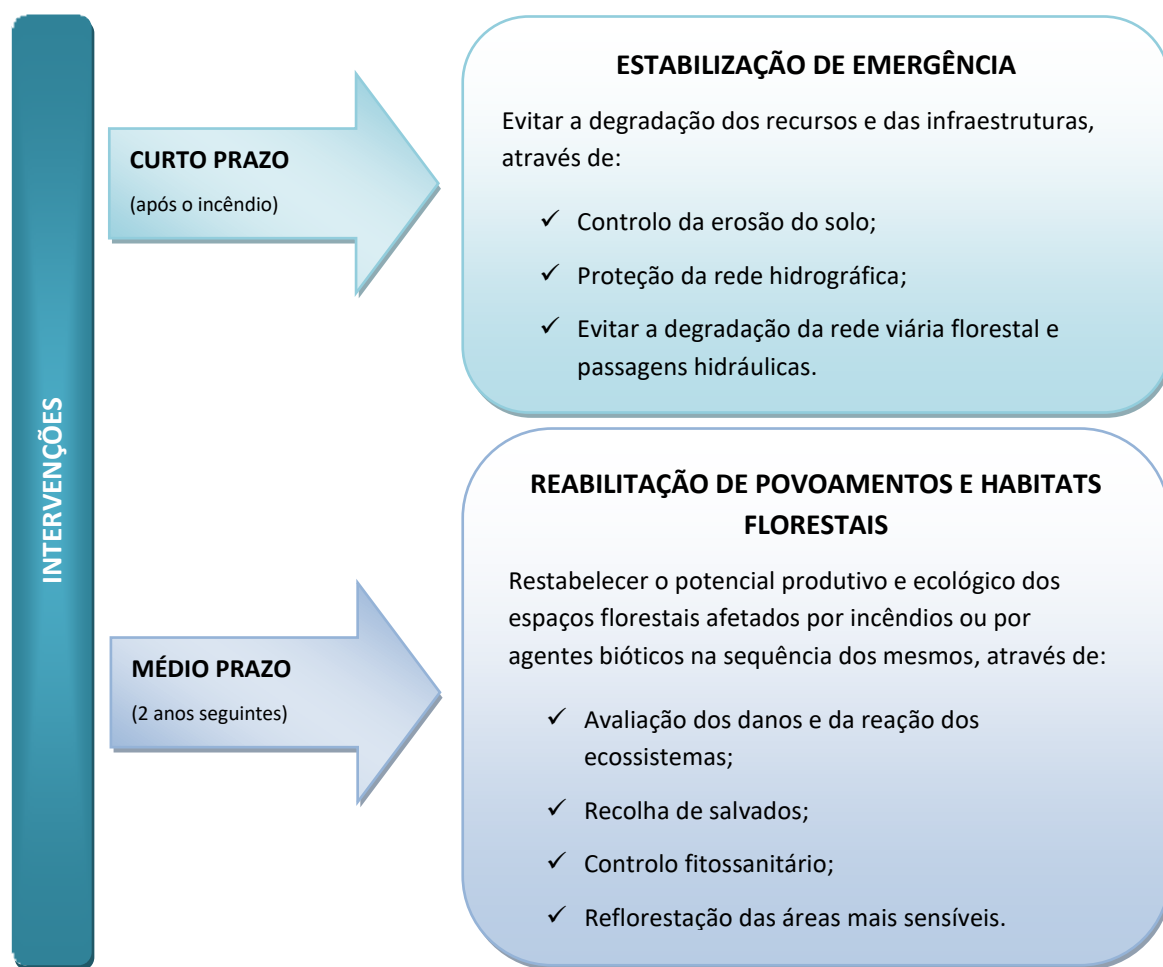 INTERVENÇÕES
CURTO PRAZO
(após o incêndio)
ESTABILIZAÇÃO DE EMERGÊNCIA
Evitar a degradação dos recursos e das infraestruturas,
através de:
✓ Controlo da erosão do solo;
✓ Proteção da rede hidrográfica;
✓ Evitar a degradação da rede viária florestal e
passagens hidráulicas.
MÉDIO PRAZO
(2 anos seguintes)
REABILITAÇÃO DE POVOAMENTOS E HABITATS
FLORESTAIS
Restabelecer o potencial produtivo e ecológico dos
espaços florestais afetados por incêndios ou por
agentes bióticos na sequência dos mesmos, através de:
✓ Avaliação dos danos e da reação dos
ecossistemas;
✓ Recolha de salvados;
✓ Controlo fitossanitário;
✓ Reflorestação das áreas mais sensíveis.